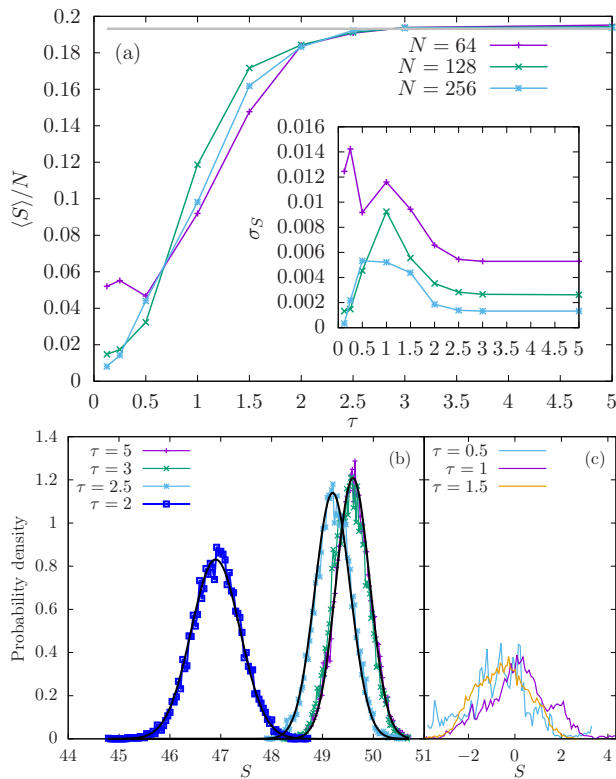 0.2
0.18
0.16
0.14
0.12
0.1
0.08
0.06
0.04
0.02
0
⟨S⟩/N
(a)
N = 64
N = 128
N = 256
0.016
0.014
0.012
0.01
0.008
0.006
0.004
0.002
0
σ_S
0 0.5 1 1.5 2 2.5 3 3.5 4 4.5 5
0 0.5 1 1.5 2 2.5 3 3.5 4 4.5 5
τ
1.4
1.2
1
0.8
0.6
0.4
0.2
0
Probability density
τ = 5
τ = 3
τ = 2.5
τ = 2
(b)
44 45 46 47 48 49 50 51
S
τ = 0.5
τ = 1
τ = 1.5
(c)
−2 0 2 4
S